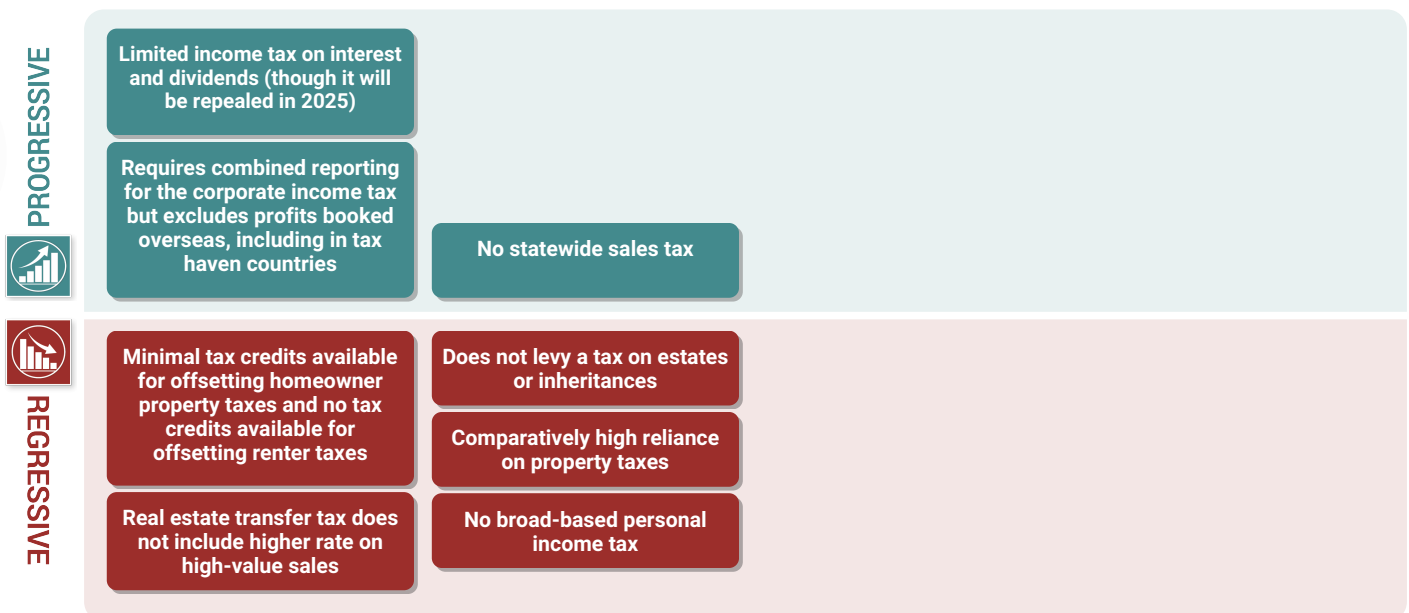 PROGRESSIVE
Limited income tax on interest
and dividends (though it will
be repealed in 2025)
Requires combined reporting
for the corporate income tax
but excludes profits booked
overseas, including in tax
haven countries
No statewide sales tax
REGRESSIVE
Minimal tax credits available
for offsetting homeowner
property taxes and no tax
credits available for
offsetting renter taxes
Real estate transfer tax does
not include higher rate on
high-value sales
Does not levy a tax on estates
or inheritances
Comparatively high reliance
on property taxes
No broad-based personal
income tax